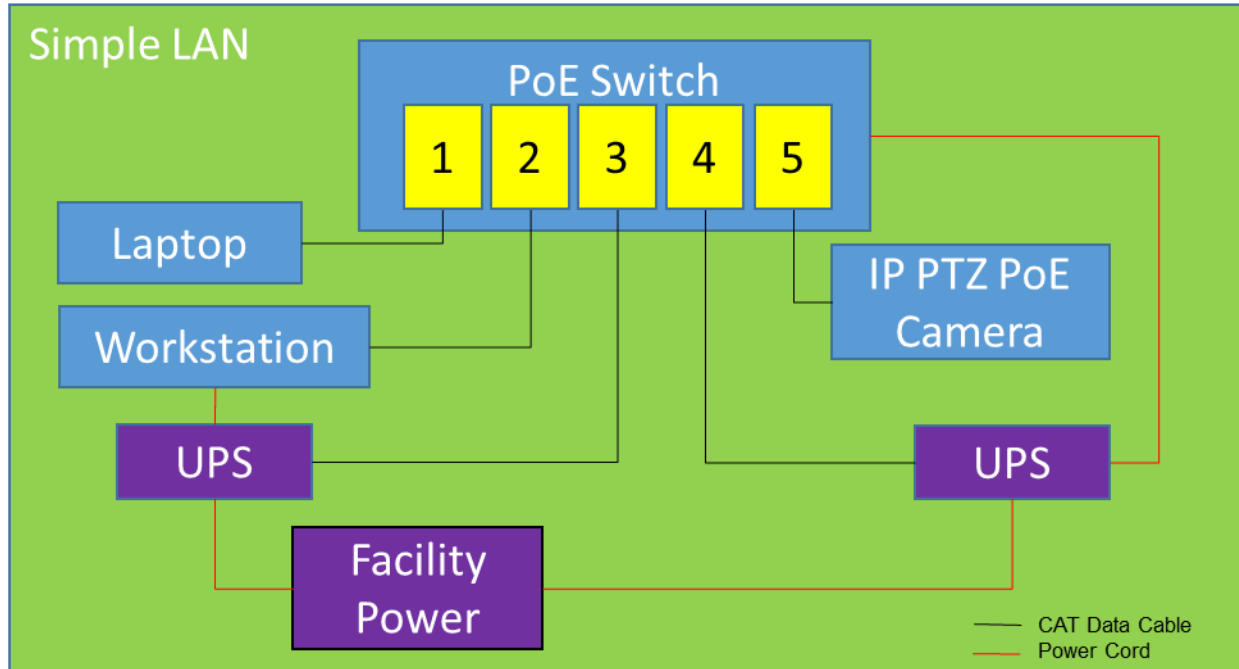 Simple LAN
PoE Switch
1 2 3 4 5
Laptop
IP PTZ PoE
Camera
Workstation
UPS
UPS
Facility
Power
CAT Data Cable
Power Cord